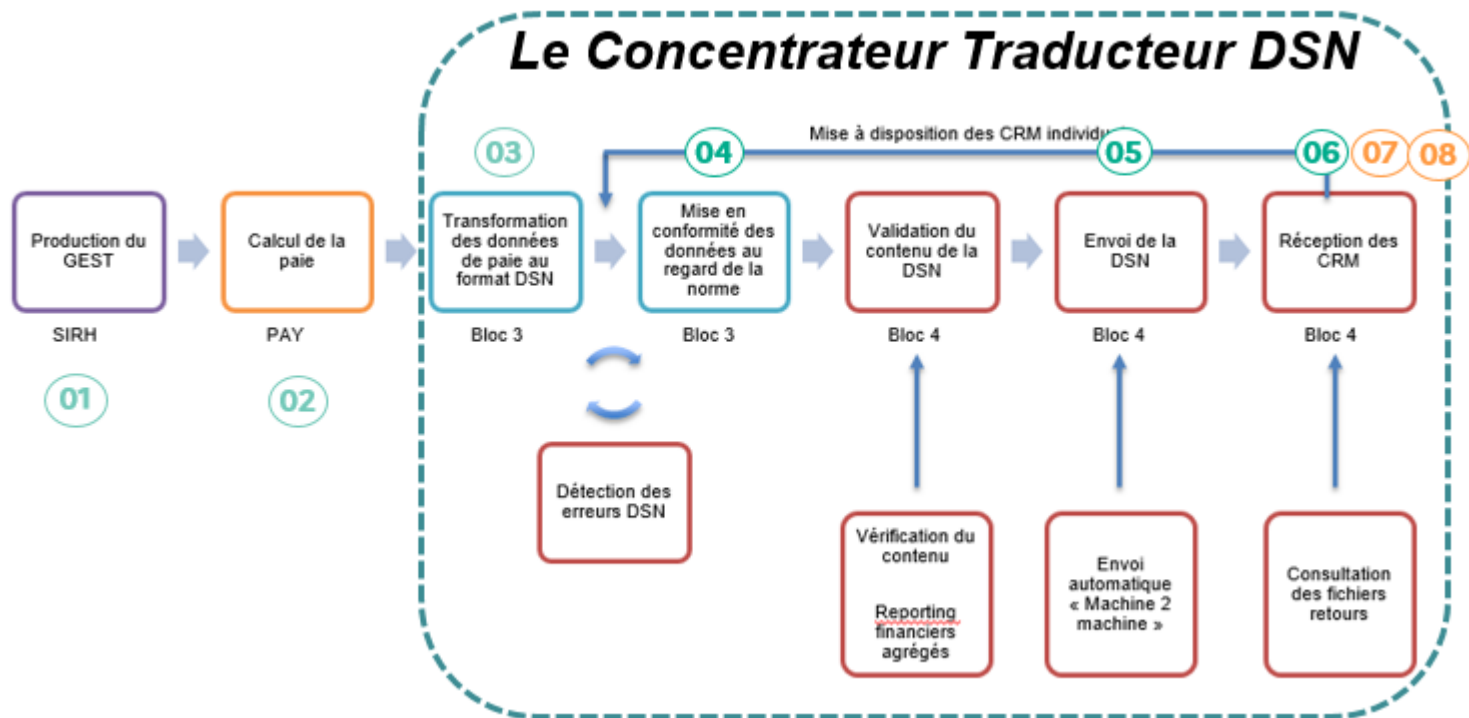 Le Concentrateur Traducteur DSN
Mise à disposition des CRM
03
04
05
06
07
08
Production du
GEST
Calcul de la
paie
Transformation
des données
de paie au
format DSN
Mise en
conformité des
données au
regard de la
norme
Validation du
contenu de la
DSN
Envoi de la
DSN
Réception des
CRM
SIRH
PAY
Bloc 3
Bloc 3
Bloc 4
Bloc 4
Bloc 4
01
02
Détection des
erreurs DSN
Vérification du
contenu
Reporting
financiers
agrégés
Envoi
automatique
« Machine 2
machine »
Consultation
des fichiers
retours